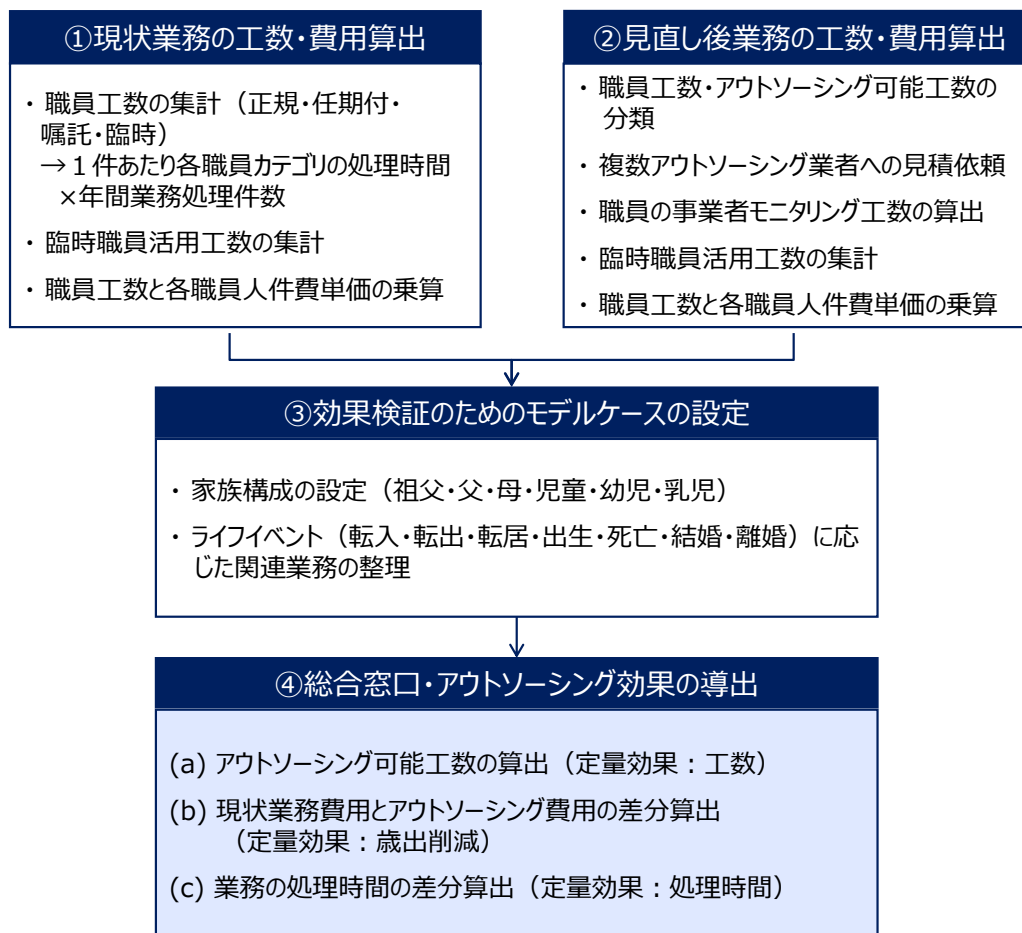 ①現状業務の工数・費用算出
・ 職員工数の集計（正規・任期付・
嘱託・臨時）
→１件あたり各職員カテゴリの処理時間
×年間業務処理件数
・ 臨時職員活用工数の集計
・ 職員工数と各職員人件費単価の乗算
②見直し後業務の工数・費用算出
・ 職員工数・アウトソーシング可能工数の
分類
・ 複数アウトソーシング業者への見積依頼
・ 職員の事業者モニタリング工数の算出
・ 臨時職員活用工数の集計
・ 職員工数と各職員人件費単価の乗算
③効果検証のためのモデルケースの設定
・ 家族構成の設定（祖父・父・母・児童・幼児・乳児）
・ ライフイベント（転入・転出・転居・出生・死亡・結婚・離婚）に応
じた関連業務の整理
④総合窓口・アウトソーシング効果の導出
(a) アウトソーシング可能工数の算出（定量効果：工数）
(b) 現状業務費用とアウトソーシング費用の差分算出
（定量効果：歳出削減）
(c) 業務の処理時間の差分算出（定量効果：処理時間）